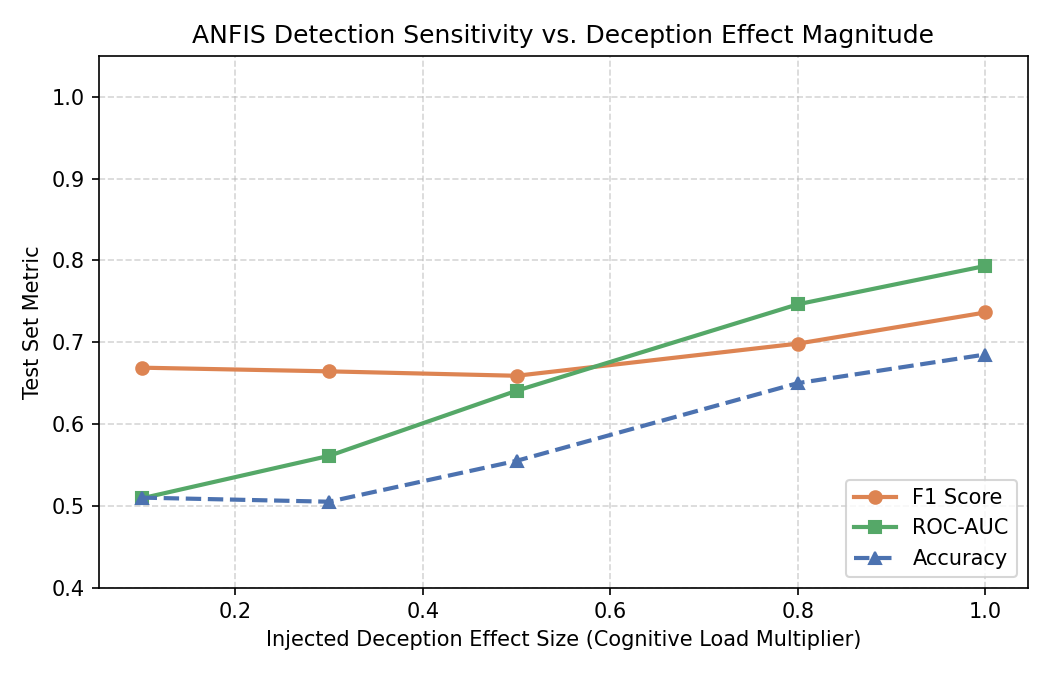 ANFIS Detection Sensitivity vs. Deception Effect Magnitude
Test Set Metric
1.0
0.9
0.8
0.7
0.6
0.5
0.4
F1 Score
ROC-AUC
Accuracy
0.2
0.4
0.6
0.8
1.0
Injected Deception Effect Size (Cognitive Load Multiplier)